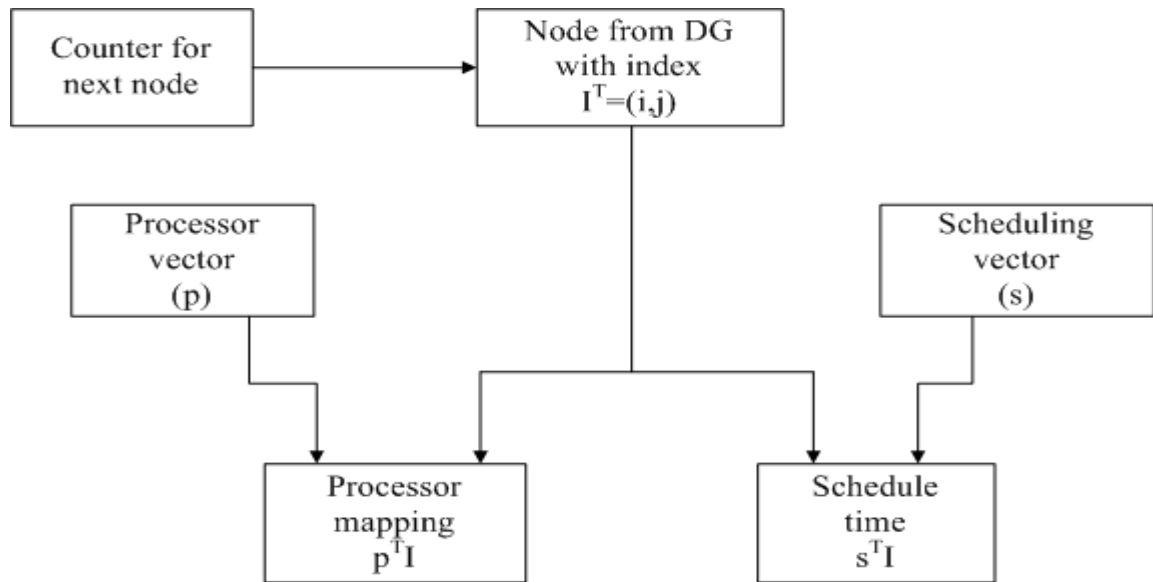 Counter for
next node
Node from DG
with index
I^T=(i,j)
Processor
vector
(p)
Scheduling
vector
(s)
Processor
mapping
p^TI
Schedule
time
s^TI